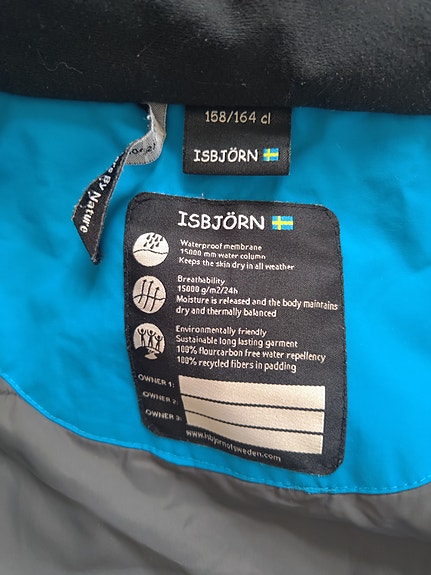 158/164 cl
ISBJÖRN
By Nature
ISBJÖRN
Waterproof membrane
15000 mm water column
Keeps the skin dry in all weather
Breathability
15000 g/m2/24h
Moisture is released and the body maintains
dry and thermally balanced
Environmentally friendly
Sustainable long lasting garment
100% flourcarbon free water repellency
100% recycled fibers in padding
OWNER 1:
OWNER 2:
OWNER 3:
www.isbjornofsweden.com